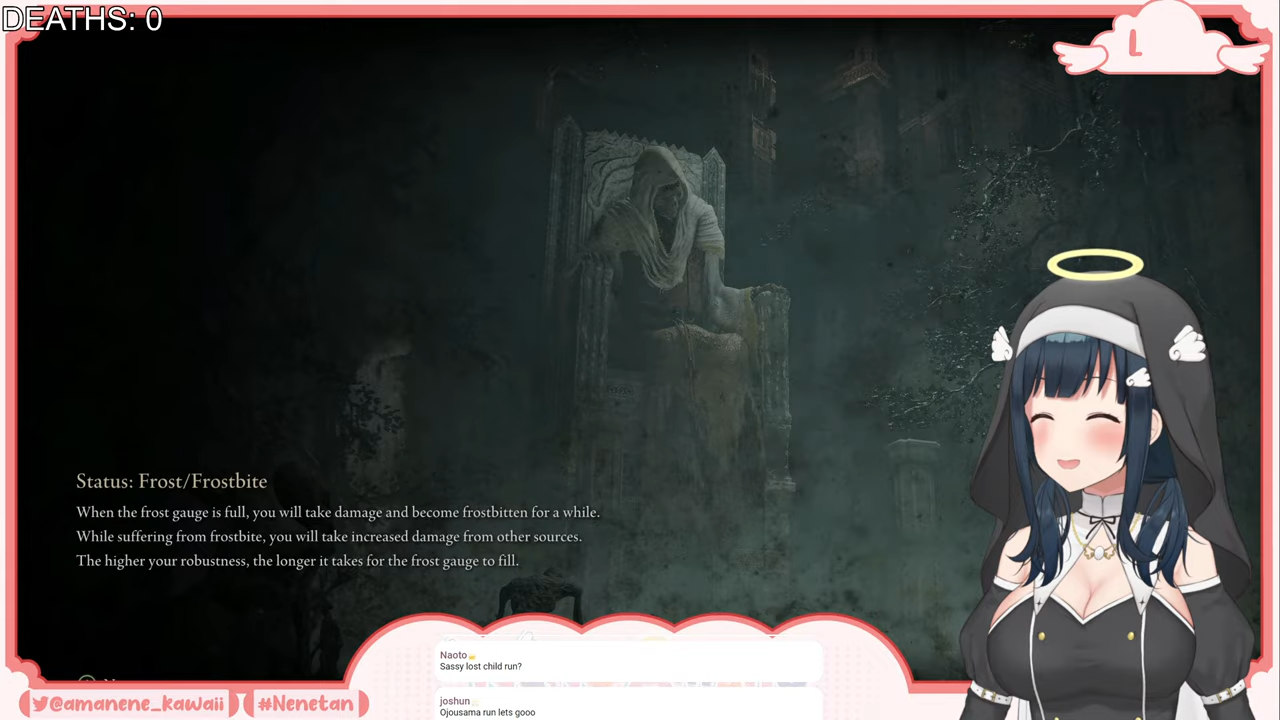 DEATHS: 0
L
Status: Frost/Frostbite
When the frost gauge is full, you will take damage and become frostbitten for a while.
While suffering from frostbite, you will take increased damage from other sources.
The higher your robustness, the longer it takes for the frost gauge to fill.
Naoto
Sassy lost child run?
joshun
Ojousama run lets gooo
@amanene_kawaii
#Nenetan